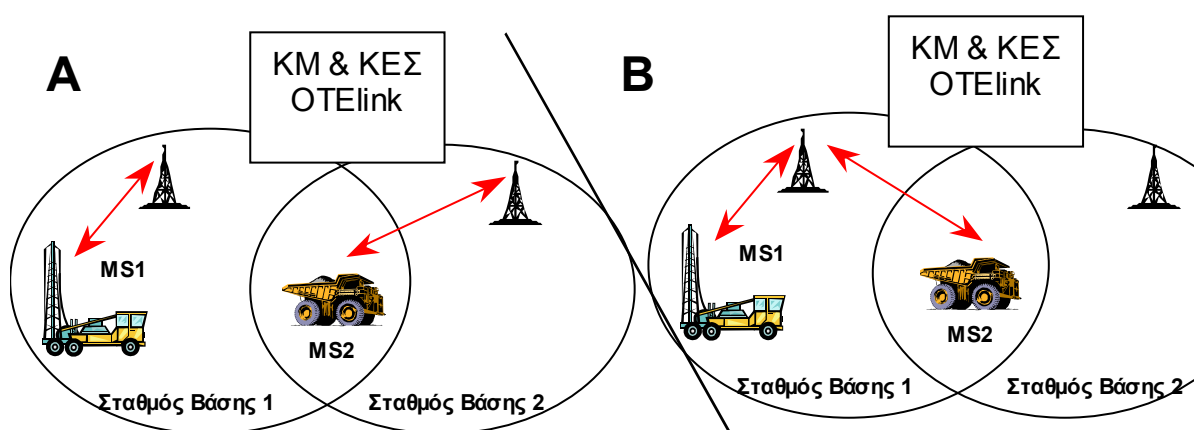 A
ΚΜ & ΚΕΣ
OTElink
MS1
MS2
Σταθμός Βάσης 1
Σταθμός Βάσης 2
B
ΚΜ & ΚΕΣ
OTElink
MS1
MS2
Σταθμός Βάσης 1
Σταθμός Βάσης 2